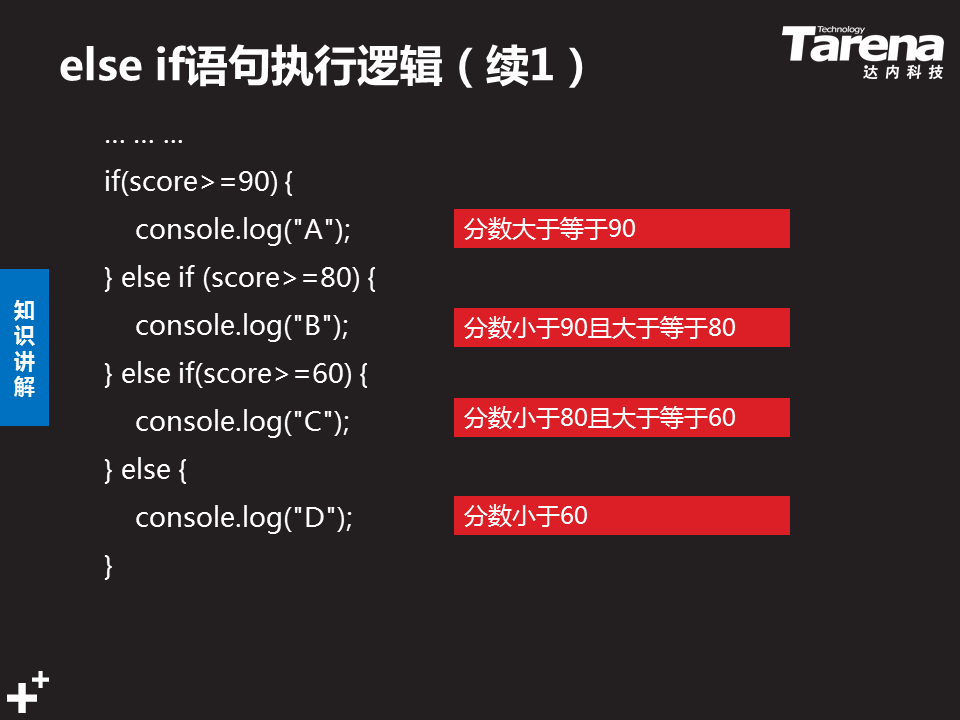 else if语句执行逻辑（续1）
Technology
Tarena
达内科技
... ... ...
if(score>=90) {
console.log("A");
分数大于等于90
} else if (score>=80) {
console.log("B");
分数小于90且大于等于80
} else if(score>=60) {
console.log("C");
分数小于80且大于等于60
} else {
console.log("D");
分数小于60
}
知识讲解